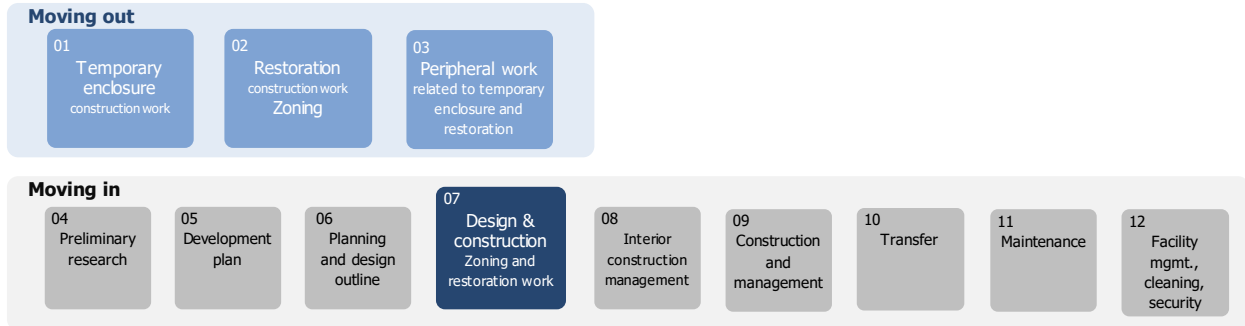 Moving out
01
Temporary
enclosure
construction work
02
Restoration
construction work
Zoning
03
Peripheral work
related to temporary
enclosure and
restoration
Moving in
04
Preliminary
research
05
Development
plan
06
Planning
and design
outline
07
Design &
construction
Zoning and
restoration work
08
Interior
construction
management
09
Construction
and
management
10
Transfer
11
Maintenance
12
Facility
mgmt.,
cleaning,
security